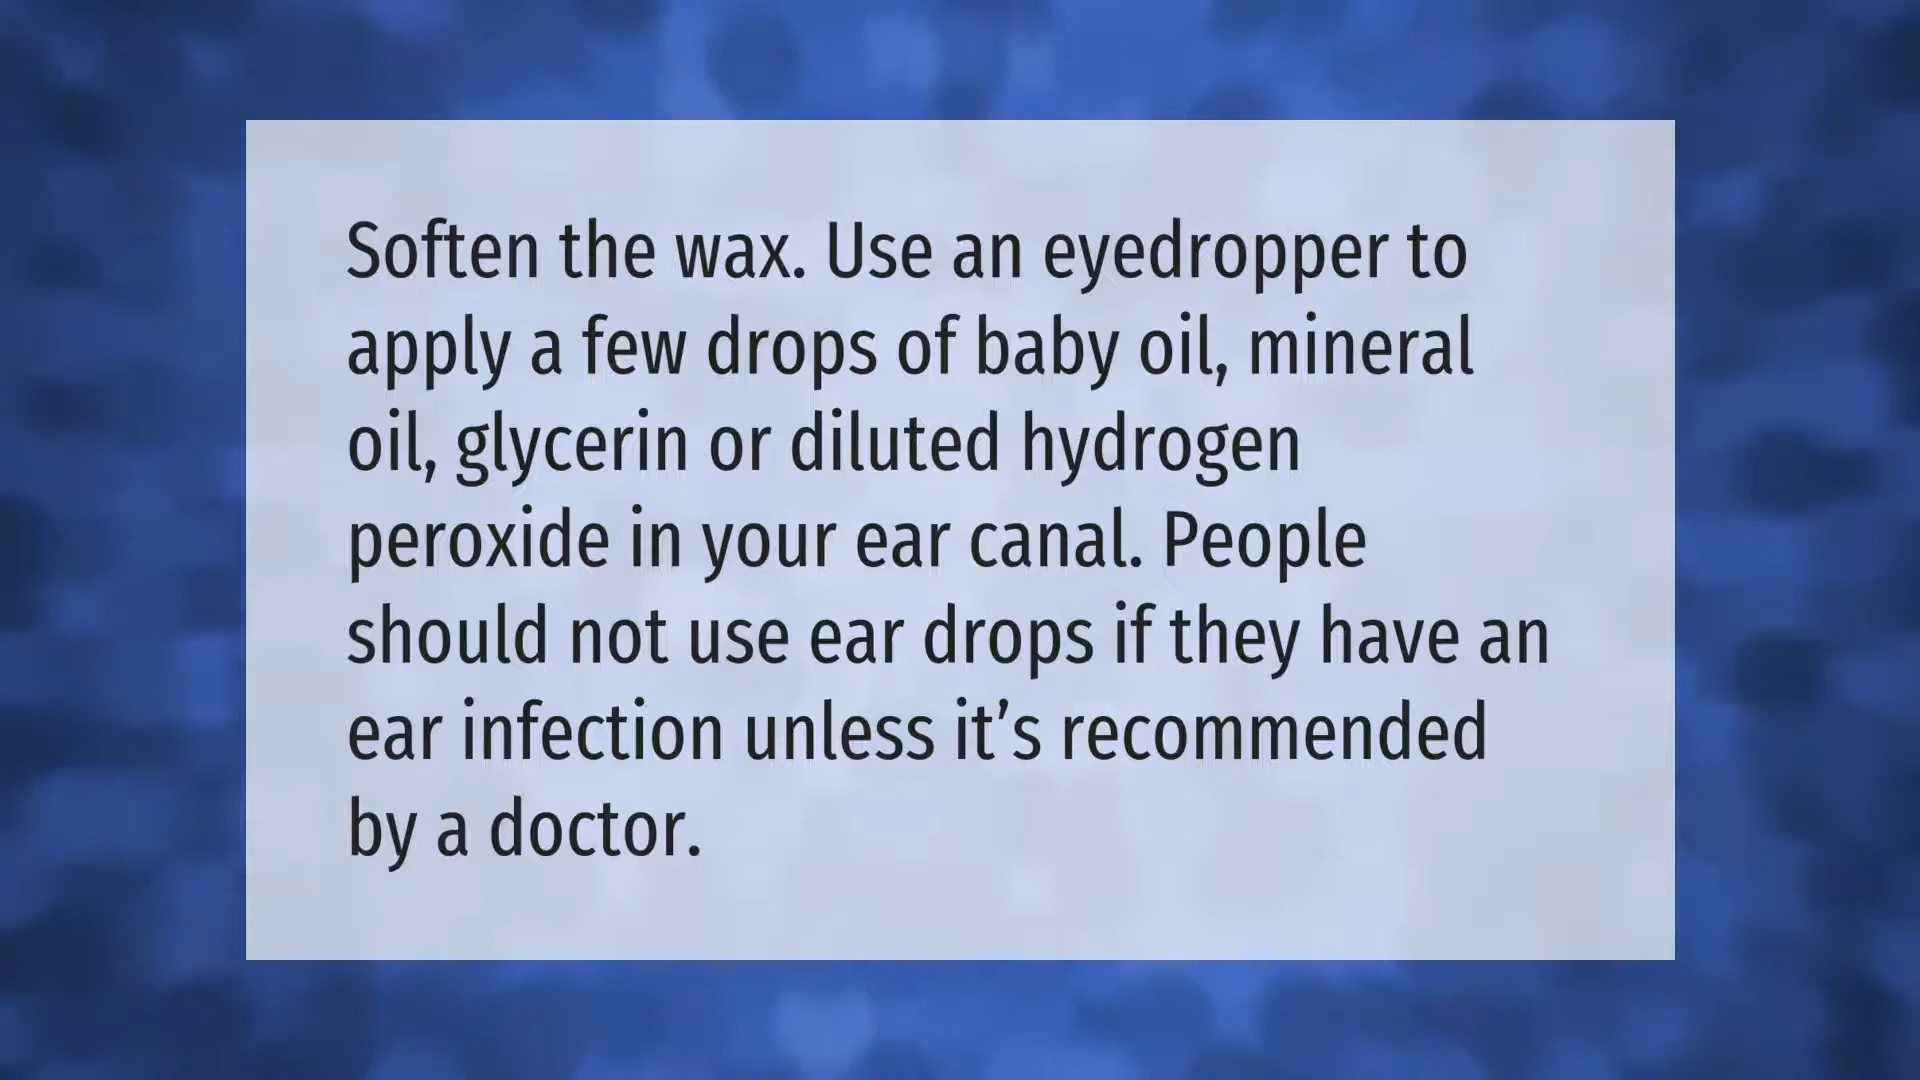 Soften the wax. Use an eyedropper to
apply a few drops of baby oil, mineral
oil, glycerin or diluted hydrogen
peroxide in your ear canal. People
should not use ear drops if they have an
ear infection unless it’s recommended
by a doctor.